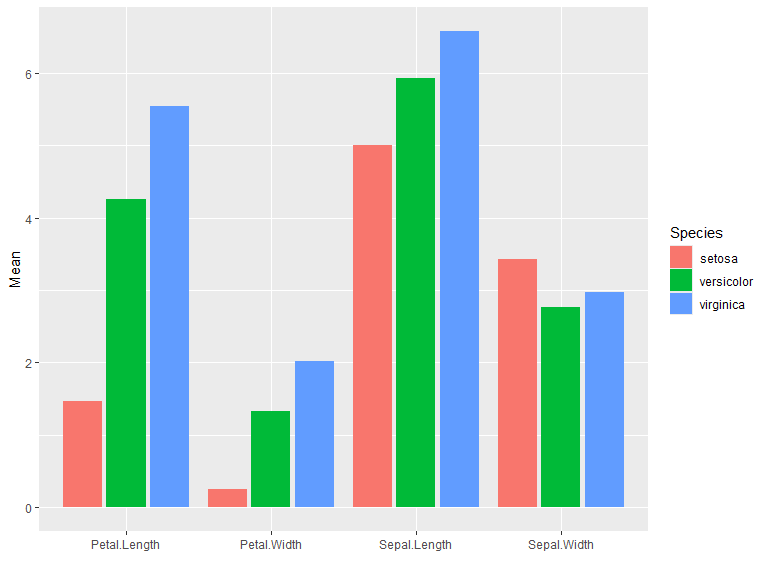 Mean
6
4
2
0
Petal.Length
Petal.Width
Sepal.Length
Sepal.Width
Species
setosa
versicolor
virginica